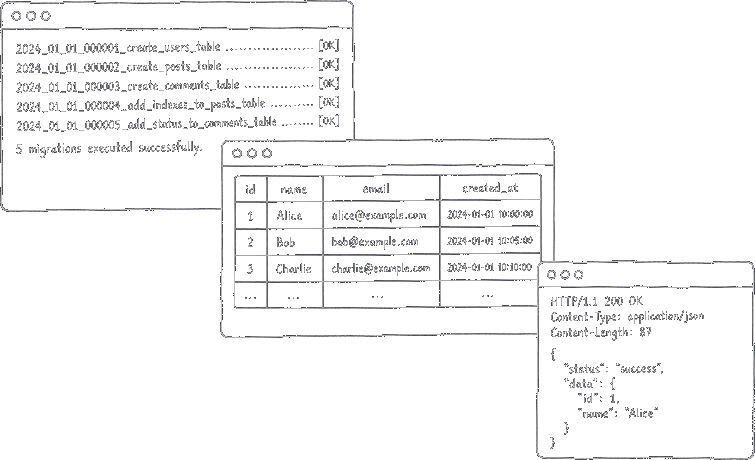 2024_01_01_000001_create_users_table .................... [OK]
2024_01_01_000002_create_posts_table .................... [OK]
2024_01_01_000003_create_comments_table ................ [OK]
2024_01_01_000004_add_indexes_to_posts_table ........... [OK]
2024_01_01_000005_add_status_to_comments_table ........ [OK]
5 migrations executed successfully.
id name email created_at
1 Alice alice@example.com 2024-01-01 10:00:00
2 Bob bob@example.com 2024-01-01 10:05:00
3 Charlie charlie@example.com 2024-01-01 10:10:00
... ... ... ...
HTTP/1.1 200 OK
Content-Type: application/json
Content-Length: 87
{
"status": "success",
"data": {
"id": 1,
"name": "Alice"
}
}